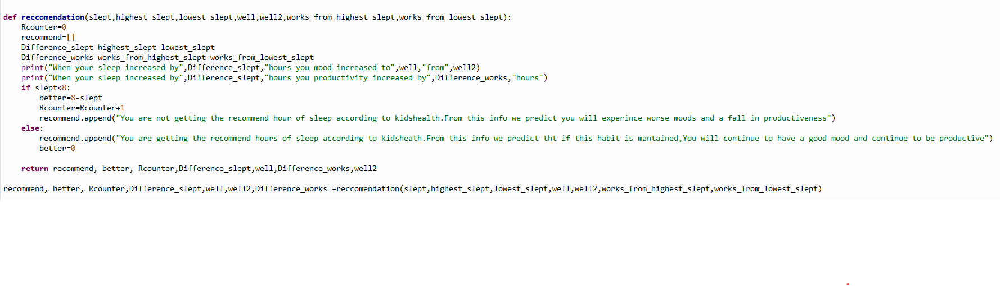 def reccomendation(slept,highest_slept,lowest_slept,well,well2,works_from_highest_slept,works_from_lowest_slept):
    Rcounter=0
    recommend=[]
    Difference_slept=highest_slept-lowest_slept
    Difference_works=works_from_highest_slept-works_from_lowest_slept
    print("When your sleep increased by",Difference_slept,"hours you mood increased to",well,"from",well2)
    print("When your sleep increased by",Difference_slept,"hours you productivity increased by",Difference_works,"hours")
    if slept<8:
        better=8-slept
        Rcounter=Rcounter+1
        recommend.append("You are not getting the recommend hour of sleep according to kidshealth.From this info we predict you will experince worse moods and a fall in productiveness")
    else:
        recommend.append("You are getting the recommend hours of sleep according to kidsheath.From this info we predict tht if this habit is mantained,You will continue to have a good mood and continue to be productive")
        better=0
    return recommend, better, Rcounter,Difference_slept,well,Difference_works,well2
recommend, better, Rcounter,Difference_slept,well,well2,Difference_works =reccomendation(slept,highest_slept,lowest_slept,well,well2,works_from_highest_slept,works_from_lowest_slept)